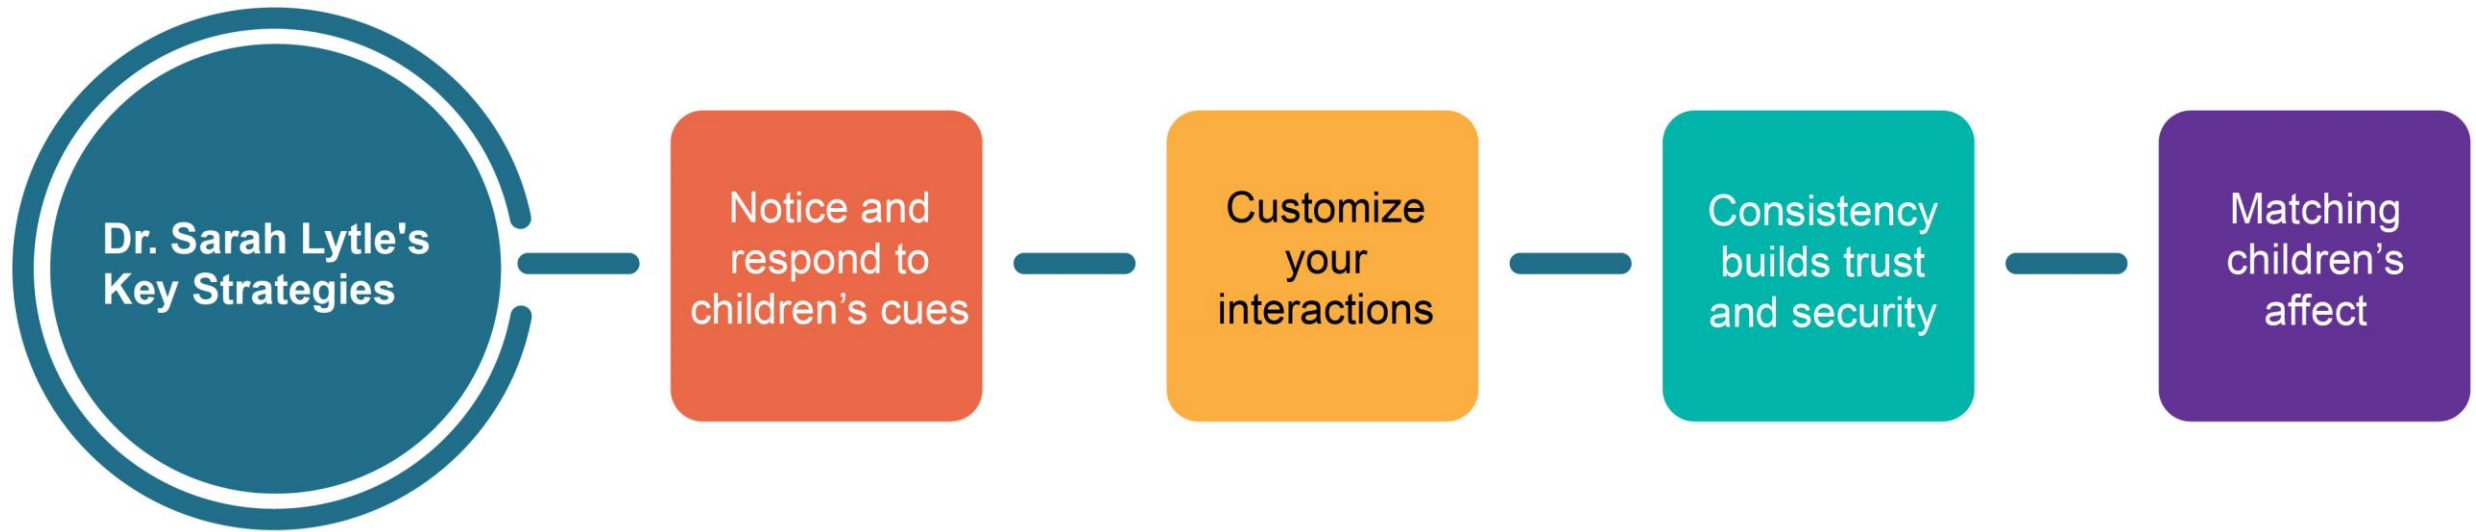 Dr. Sarah Lytle's
Key Strategies
Notice and
respond to
children’s cues
Customize
your
interactions
Consistency
builds trust
and security
Matching
children’s
affect